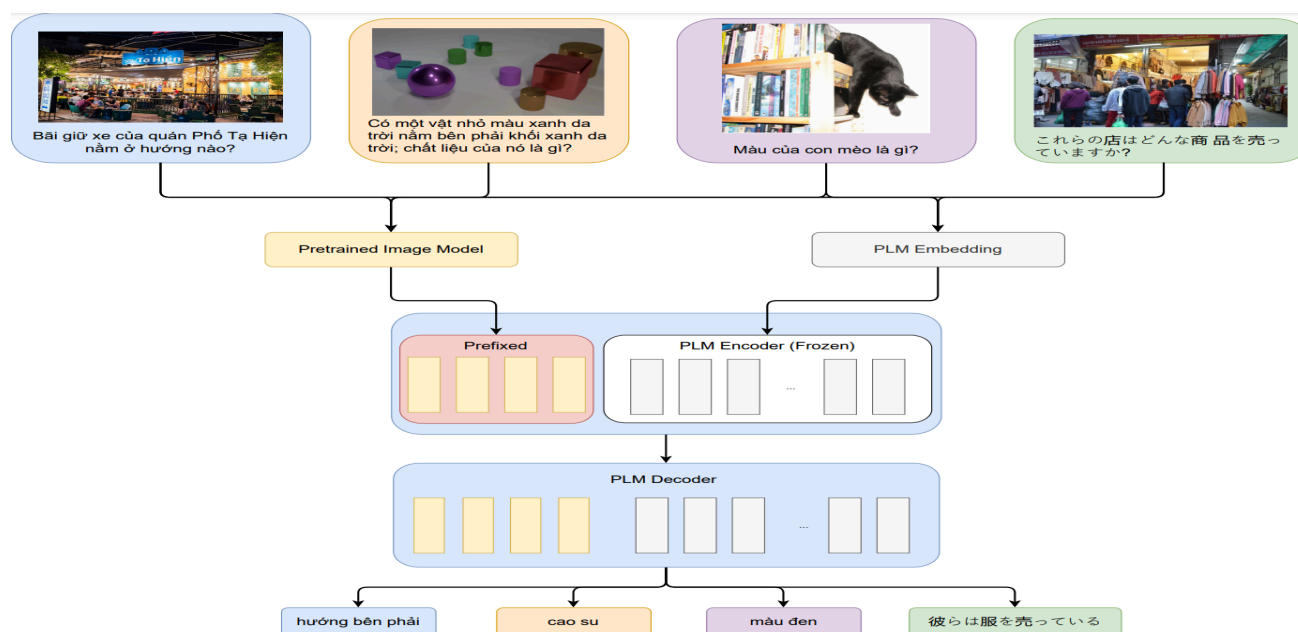 Tạ Hiện
Bãi giữ xe của quán Phố Tạ Hiện
nằm ở hướng nào?
Có một vật nhỏ màu xanh da
trời nằm bên phải khối xanh da
trời; chất liệu của nó là gì?
Màu của con mèo là gì?
これらの店はどんな商 品を売っ
ていますか?
Pretrained Image Model
PLM Embedding
Prefixed
PLM Encoder (Frozen)
...
PLM Decoder
...
hướng bên phải
cao su
màu đen
彼らは服を売っている